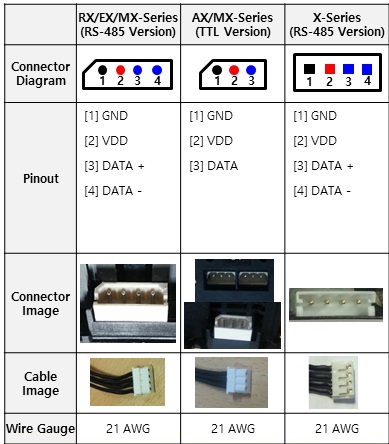 RX/EX/MX-Series
(RS-485 Version)
AX/MX-Series
(TTL Version)
X-Series
(RS-485 Version)
Connector
Diagram
1 2 3 4
1 2 3
1 2 3 4
Pinout
[1] GND
[2] VDD
[3] DATA +
[4] DATA -
[1] GND
[2] VDD
[3] DATA
[1] GND
[2] VDD
[3] DATA +
[4] DATA -
Connector
Image
Cable
Image
Wire Gauge
21 AWG
21 AWG
21 AWG